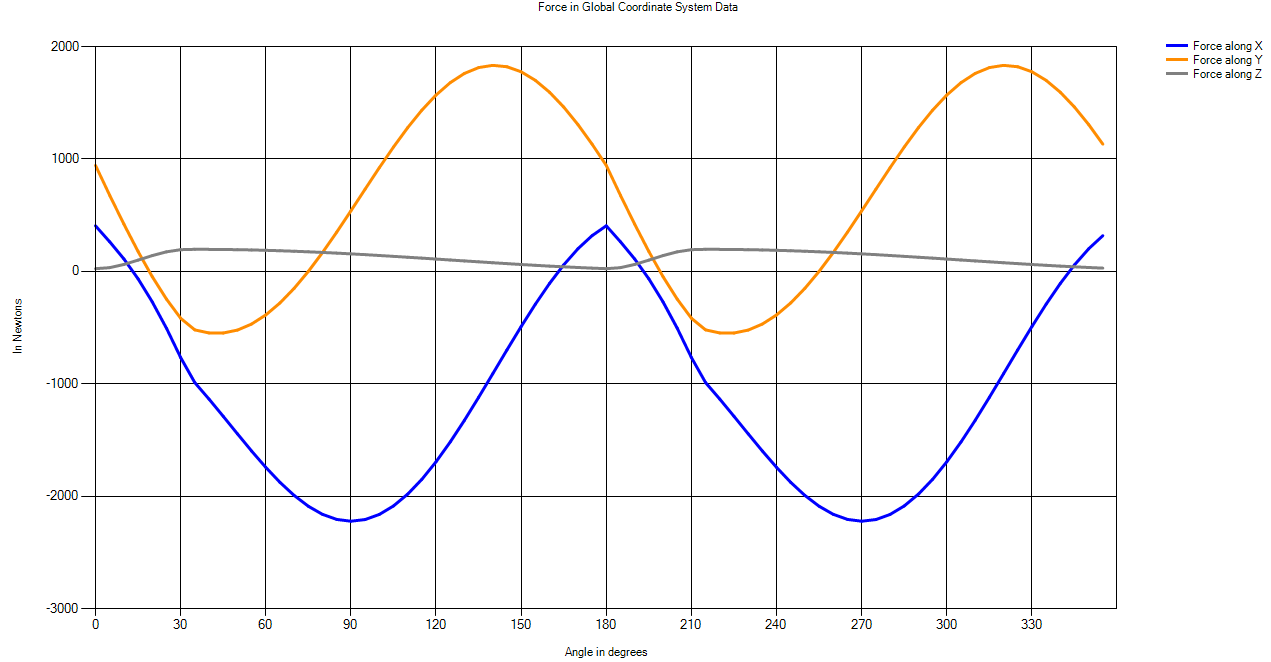 Force in Global Coordinate System Data
Force along X
Force along Y
Force along Z
2000
1000
0
-1000
-2000
-3000
In Newtons
0 30 60 90 120 150 180 210 240 270 300 330
Angle in degrees